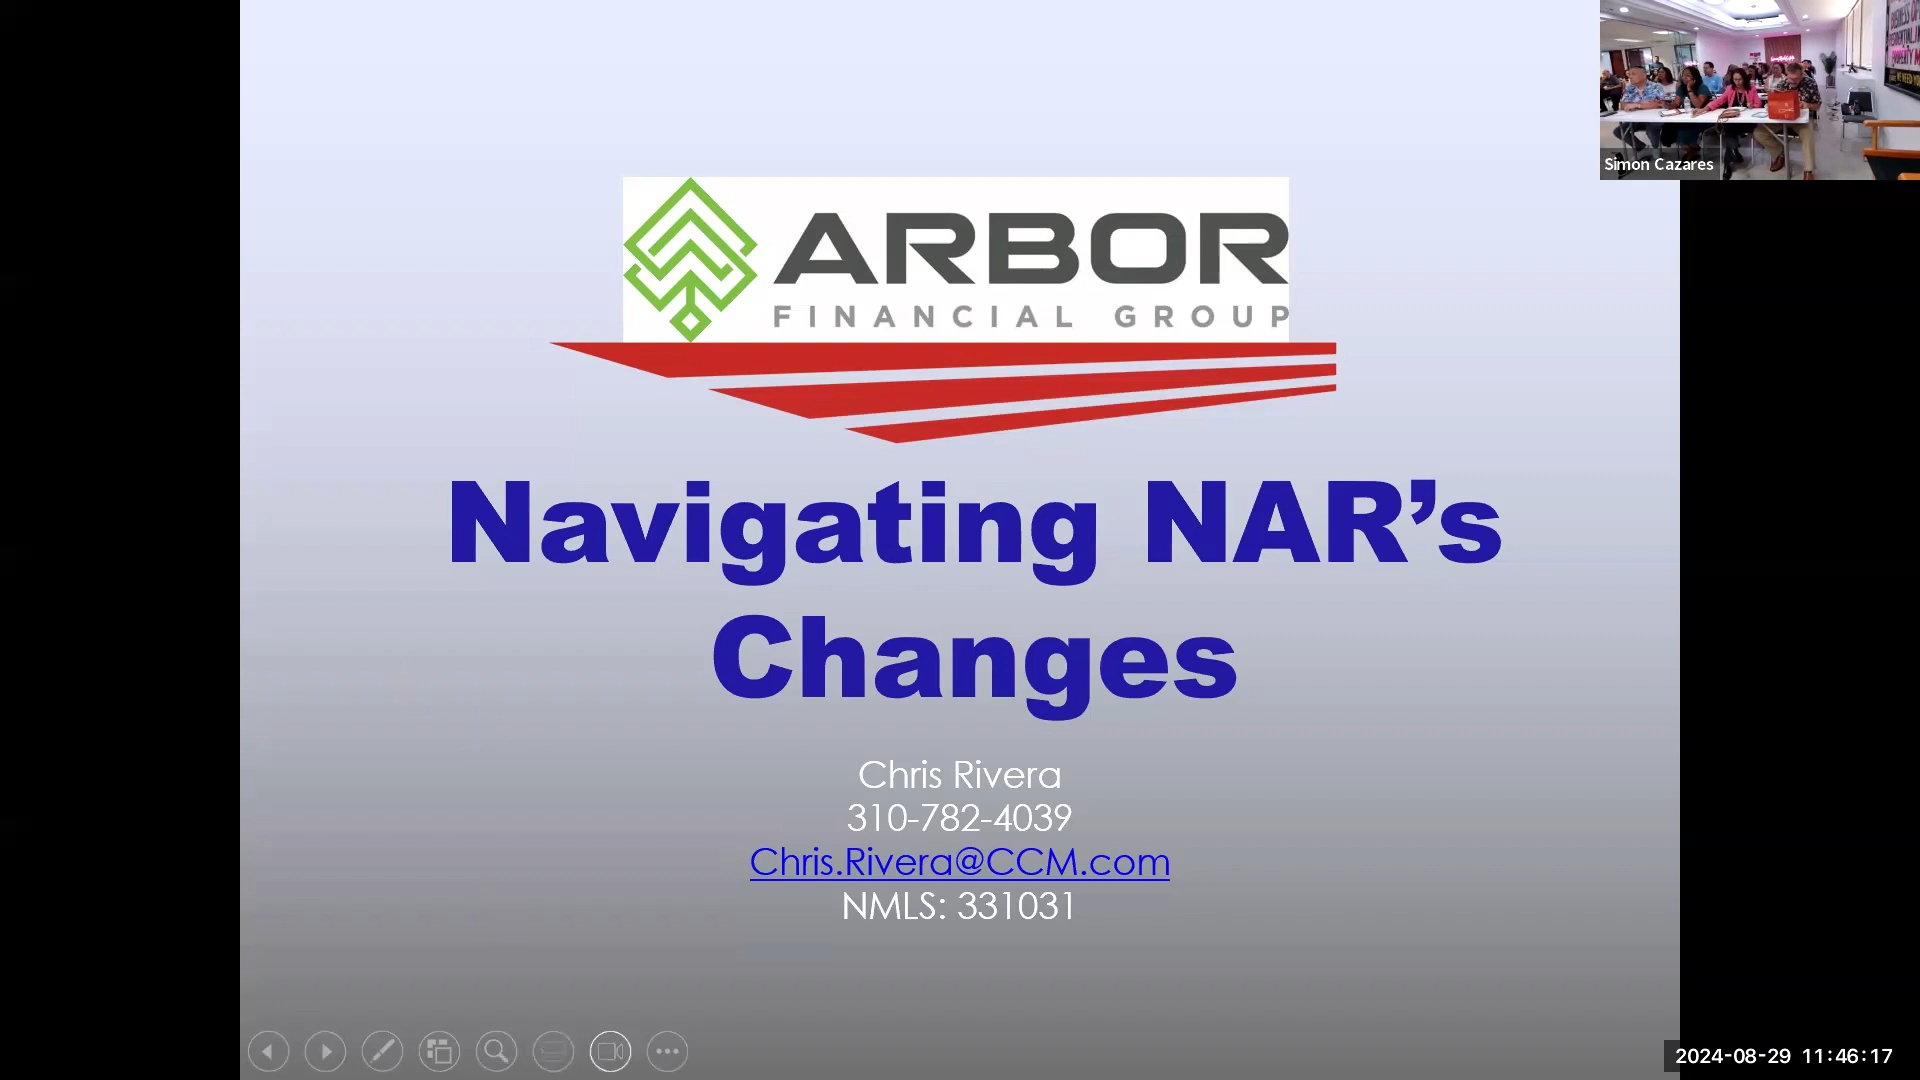 ARBOR
FINANCIAL GROUP
Navigating NAR’s
Changes
Chris Rivera
310-782-4039
Chris.Rivera@CCM.com
NMLS: 331031
Simon Cazares
2024-08-29 11:46:17